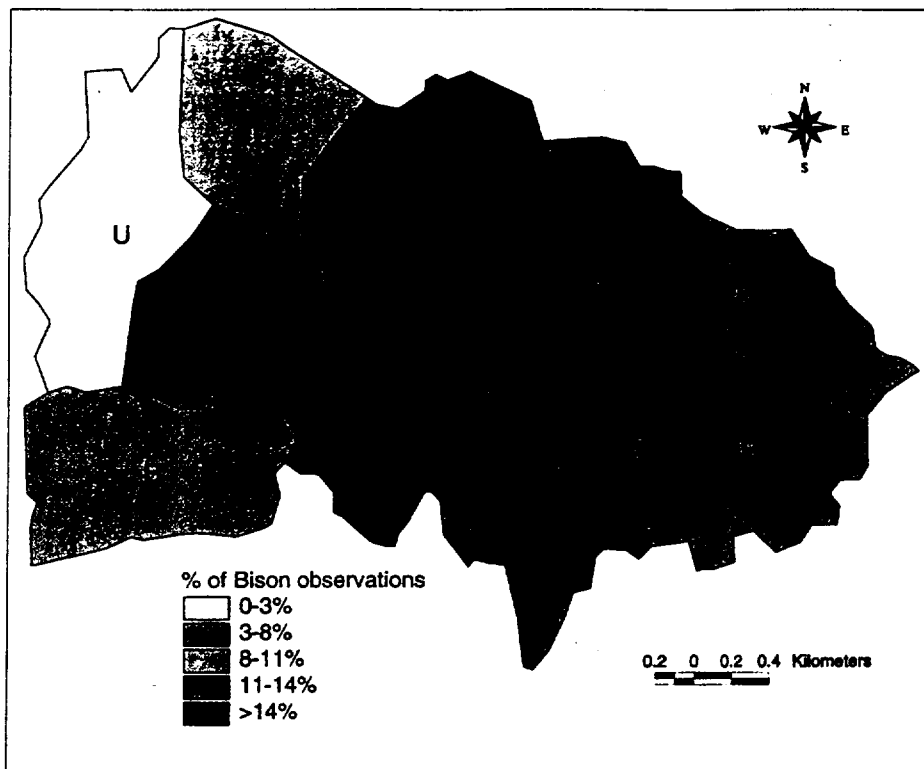 N
W E
S
U
% of Bison observations
0-3%
3-8%
8-11%
11-14%
>14%
0.2 0 0.2 0.4 Kilometers